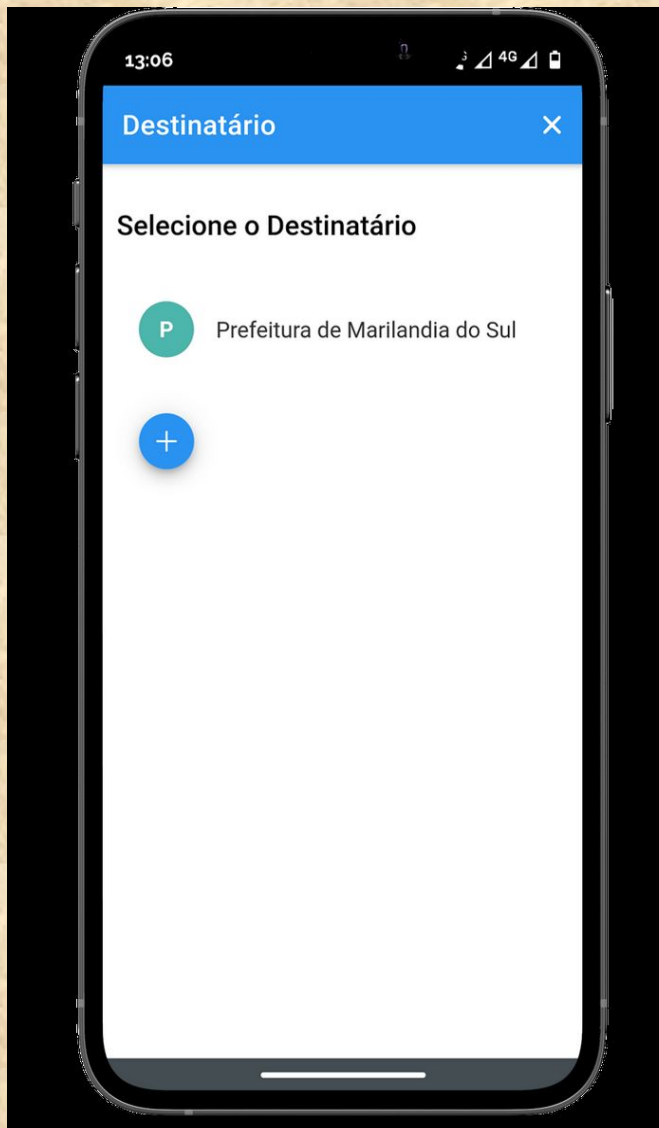 13:06
4G
Destinatário
Selecione o Destinatário
P
Prefeitura de Marilandia do Sul